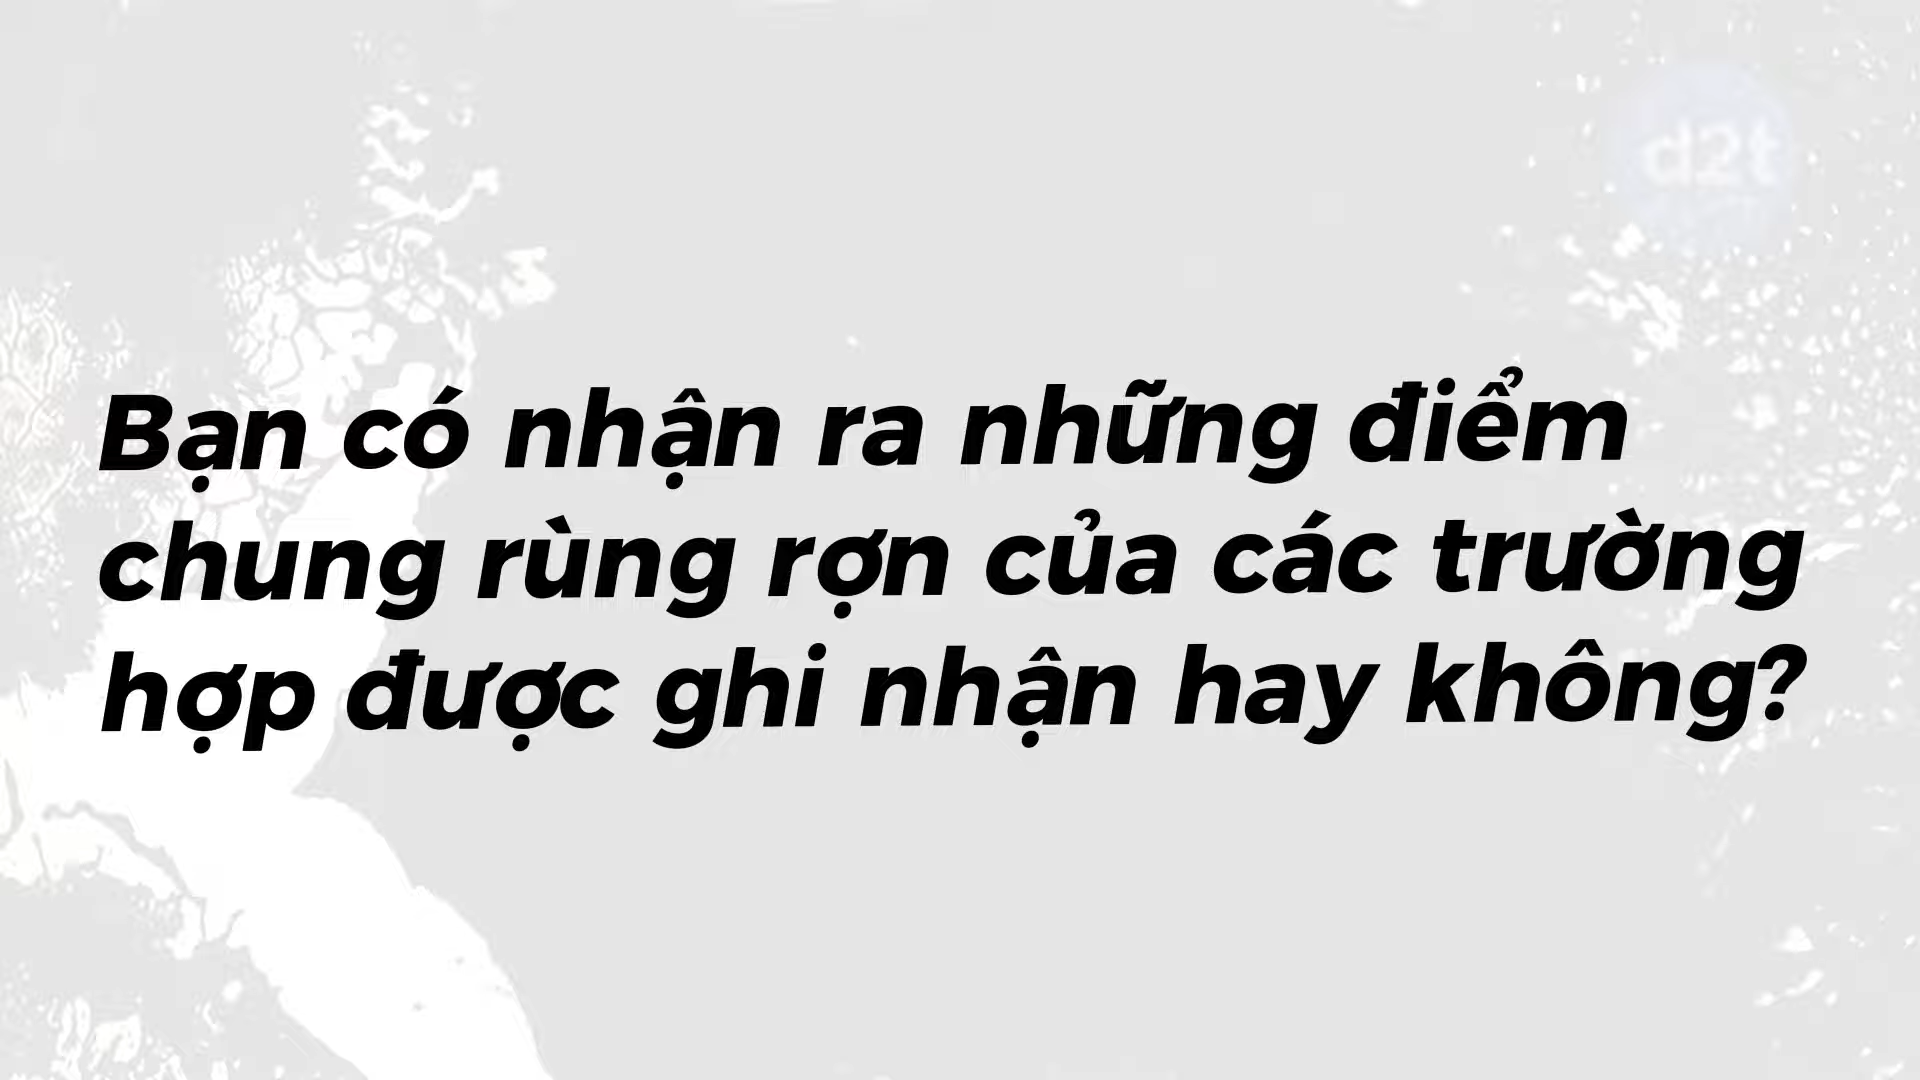 d2t
Bạn có nhận ra những điểm
chung rùng rợn của các trường
hợp được ghi nhận hay không?